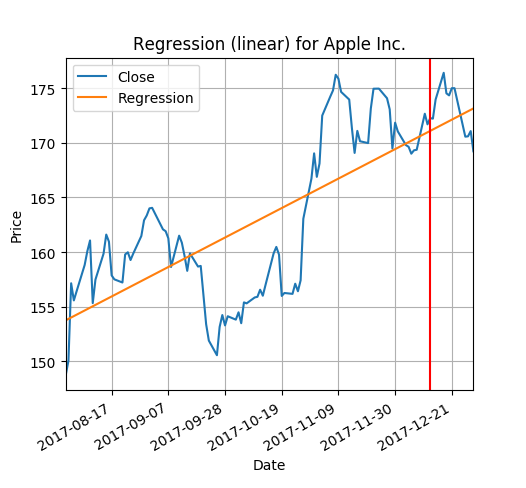 Regression (linear) for Apple Inc.
Close
Regression
175
170
165
160
155
150
Price
2017-08-17
2017-09-07
2017-09-28
2017-10-19
2017-11-09
2017-11-30
2017-12-21
Date